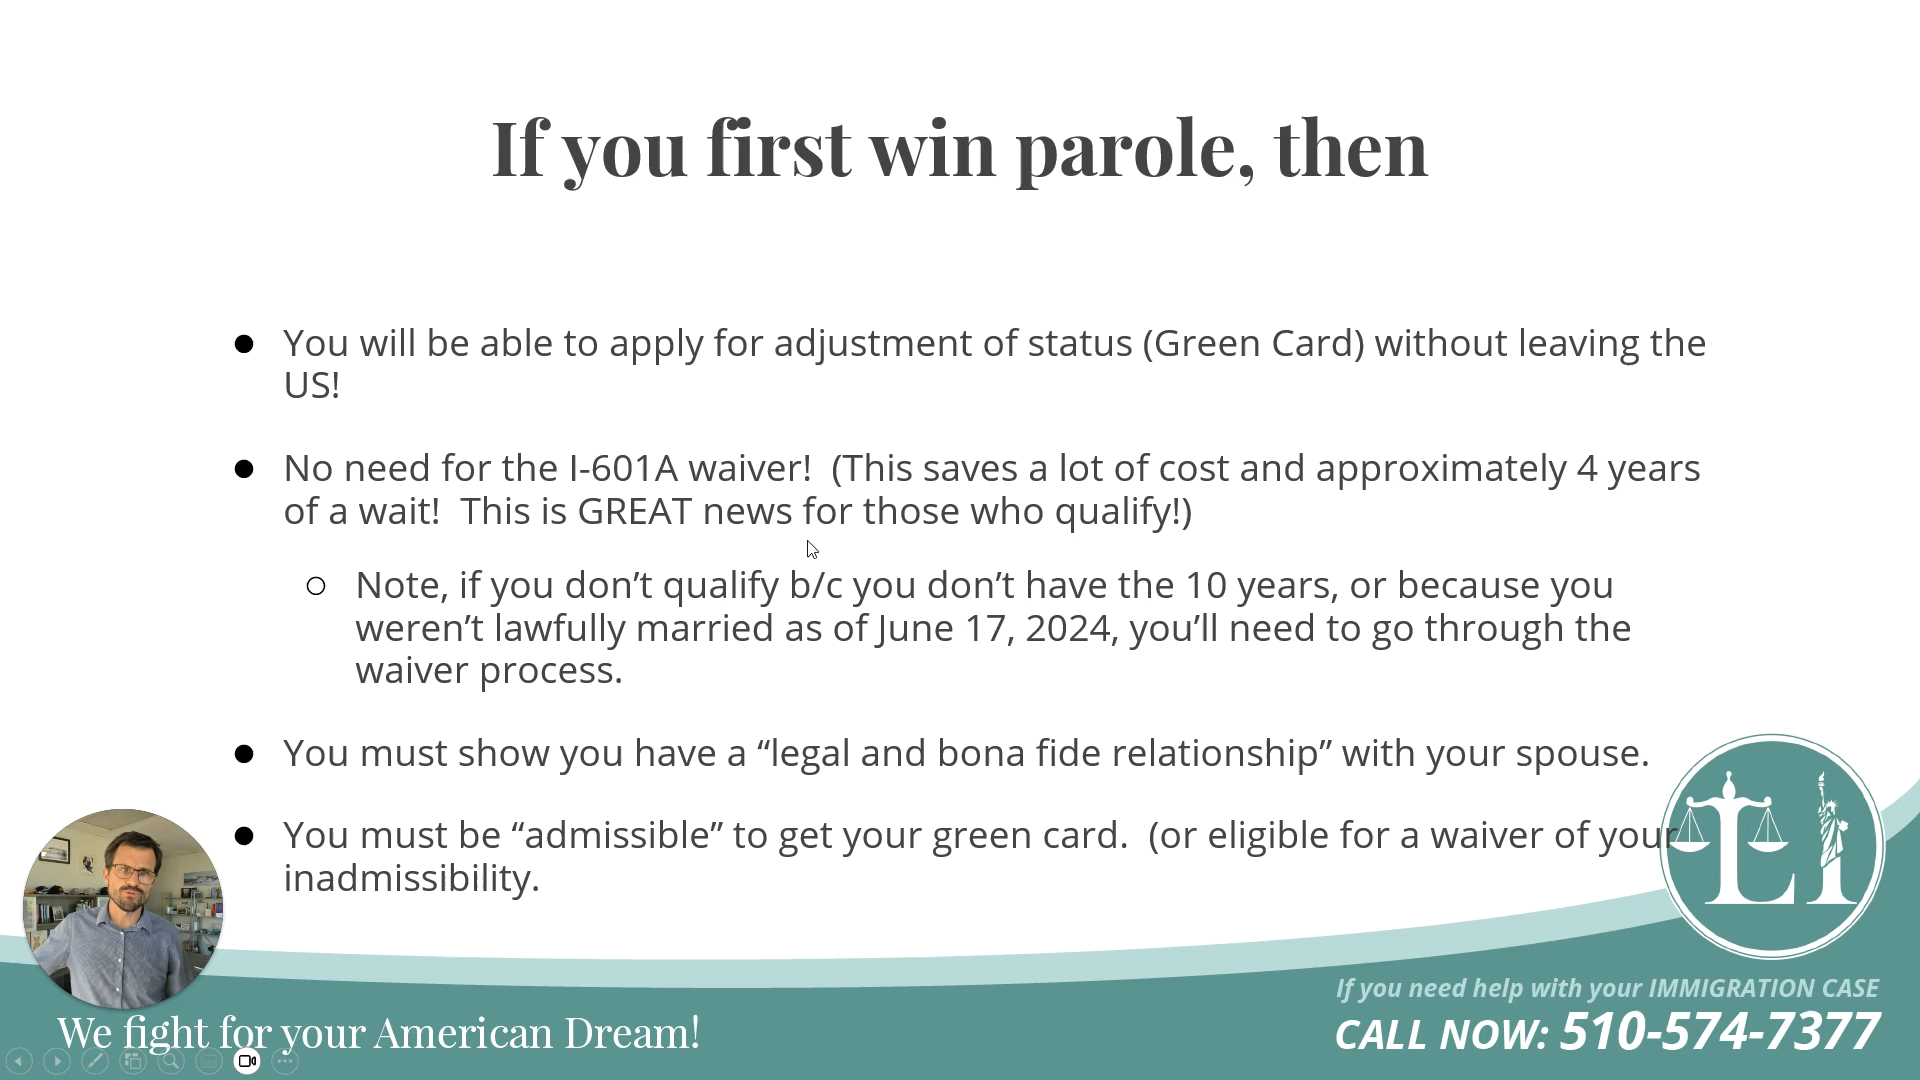 If you first win parole, then
● You will be able to apply for adjustment of status (Green Card) without leaving the
US!
● No need for the I-601A waiver!  (This saves a lot of cost and approximately 4 years
of a wait!  This is GREAT news for those who qualify!)
○ Note, if you don’t qualify b/c you don’t have the 10 years, or because you
weren’t lawfully married as of June 17, 2024, you’ll need to go through the
waiver process.
● You must show you have a “legal and bona fide relationship” with your spouse.
● You must be “admissible” to get your green card.  (or eligible for a waiver of your
inadmissibility.
LI
If you need help with your IMMIGRATION CASE
We fight for your American Dream!
CALL NOW: 510-574-7377